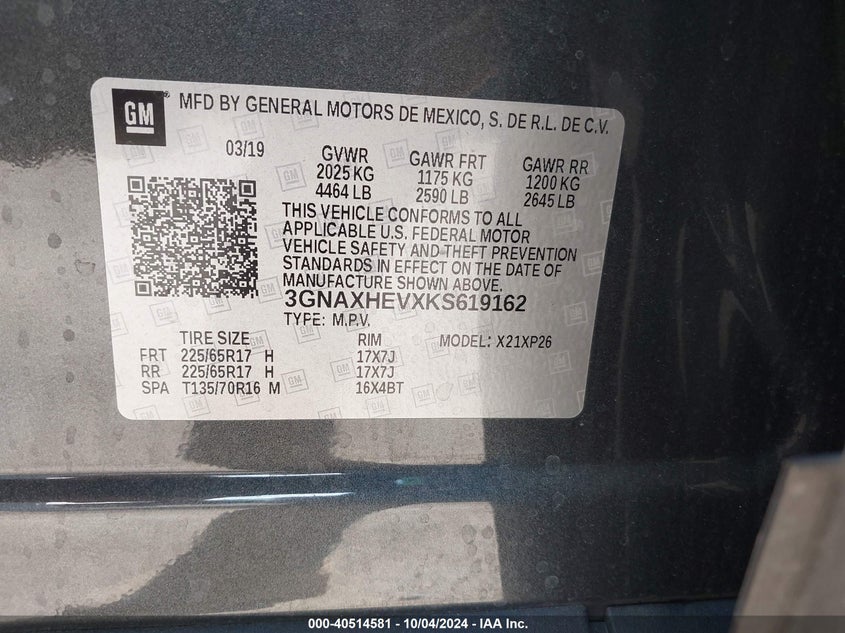 GM
MFD BY GENERAL MOTORS DE MEXICO, S. DE R.L. DE C.V.
03/19 GVWR GAWR FRT GAWR RR
2025 KG 1175 KG 1200 KG
4464 LB 2590 LB 2645 LB
THIS VEHICLE CONFORMS TO ALL
APPLICABLE U.S. FEDERAL MOTOR
VEHICLE SAFETY AND THEFT PREVENTION
STANDARDS IN EFFECT ON THE DATE OF
MANUFACTURE SHOWN ABOVE.
3GNAXHEVXKS619162
TYPE: M.P.V.
TIRE SIZE RIM MODEL: X21XP26
FRT 225/65R17 H 17X7J
RR 225/65R17 H 17X7J
SPA T135/70R16 M 16X4BT
000-40514581 - 10/04/2024 - IAA Inc.